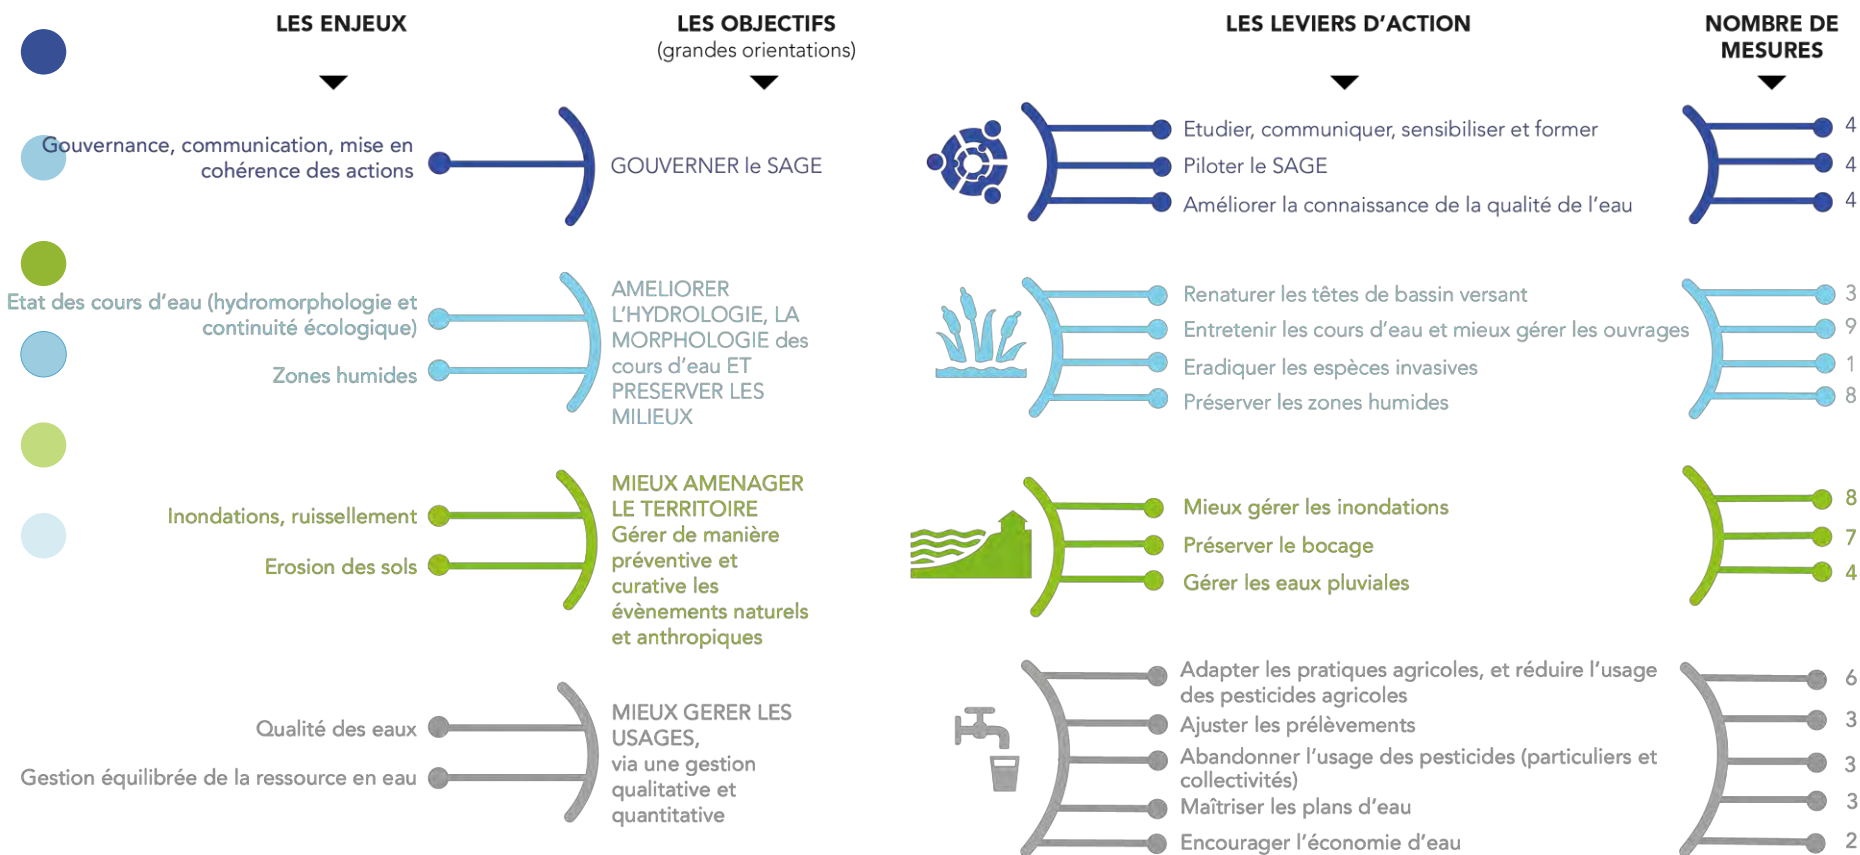 LES ENJEUX
LES OBJECTIFS
(grandes orientations)
LES LEVIERS D’ACTION
NOMBRE DE
MESURES
Gouvernance, communication, mise en
cohérence des actions
GOUVERNER le SAGE
Etudier, communiquer, sensibiliser et former
4
Piloter le SAGE
4
Améliorer la connaissance de la qualité de l’eau
4
Etat des cours d’eau (hydromorphologie et
continuité écologique)
Zones humides
AMELIORER
L’HYDROLOGIE, LA
MORPHOLOGIE des
cours d’eau ET
PRESERVER LES
MILIEUX
Renaturer les têtes de bassin versant
3
Entretenir les cours d’eau et mieux gérer les ouvrages
9
Eradiquer les espèces invasives
1
Préserver les zones humides
8
Inondations, ruissellement
Erosion des sols
MIEUX AMENAGER
LE TERRITOIRE
Gérer de manière
préventive et
curative les
évènements naturels
et anthropiques
Mieux gérer les inondations
8
Préserver le bocage
7
Gérer les eaux pluviales
4
Qualité des eaux
Gestion équilibrée de la ressource en eau
MIEUX GERER LES
USAGES,
via une gestion
qualitative et
quantitative
Adapter les pratiques agricoles, et réduire l’usage
des pesticides agricoles
6
Ajuster les prélèvements
3
Abandonner l’usage des pesticides (particuliers et
collectivités)
3
Maîtriser les plans d’eau
3
Encourager l’économie d’eau
2